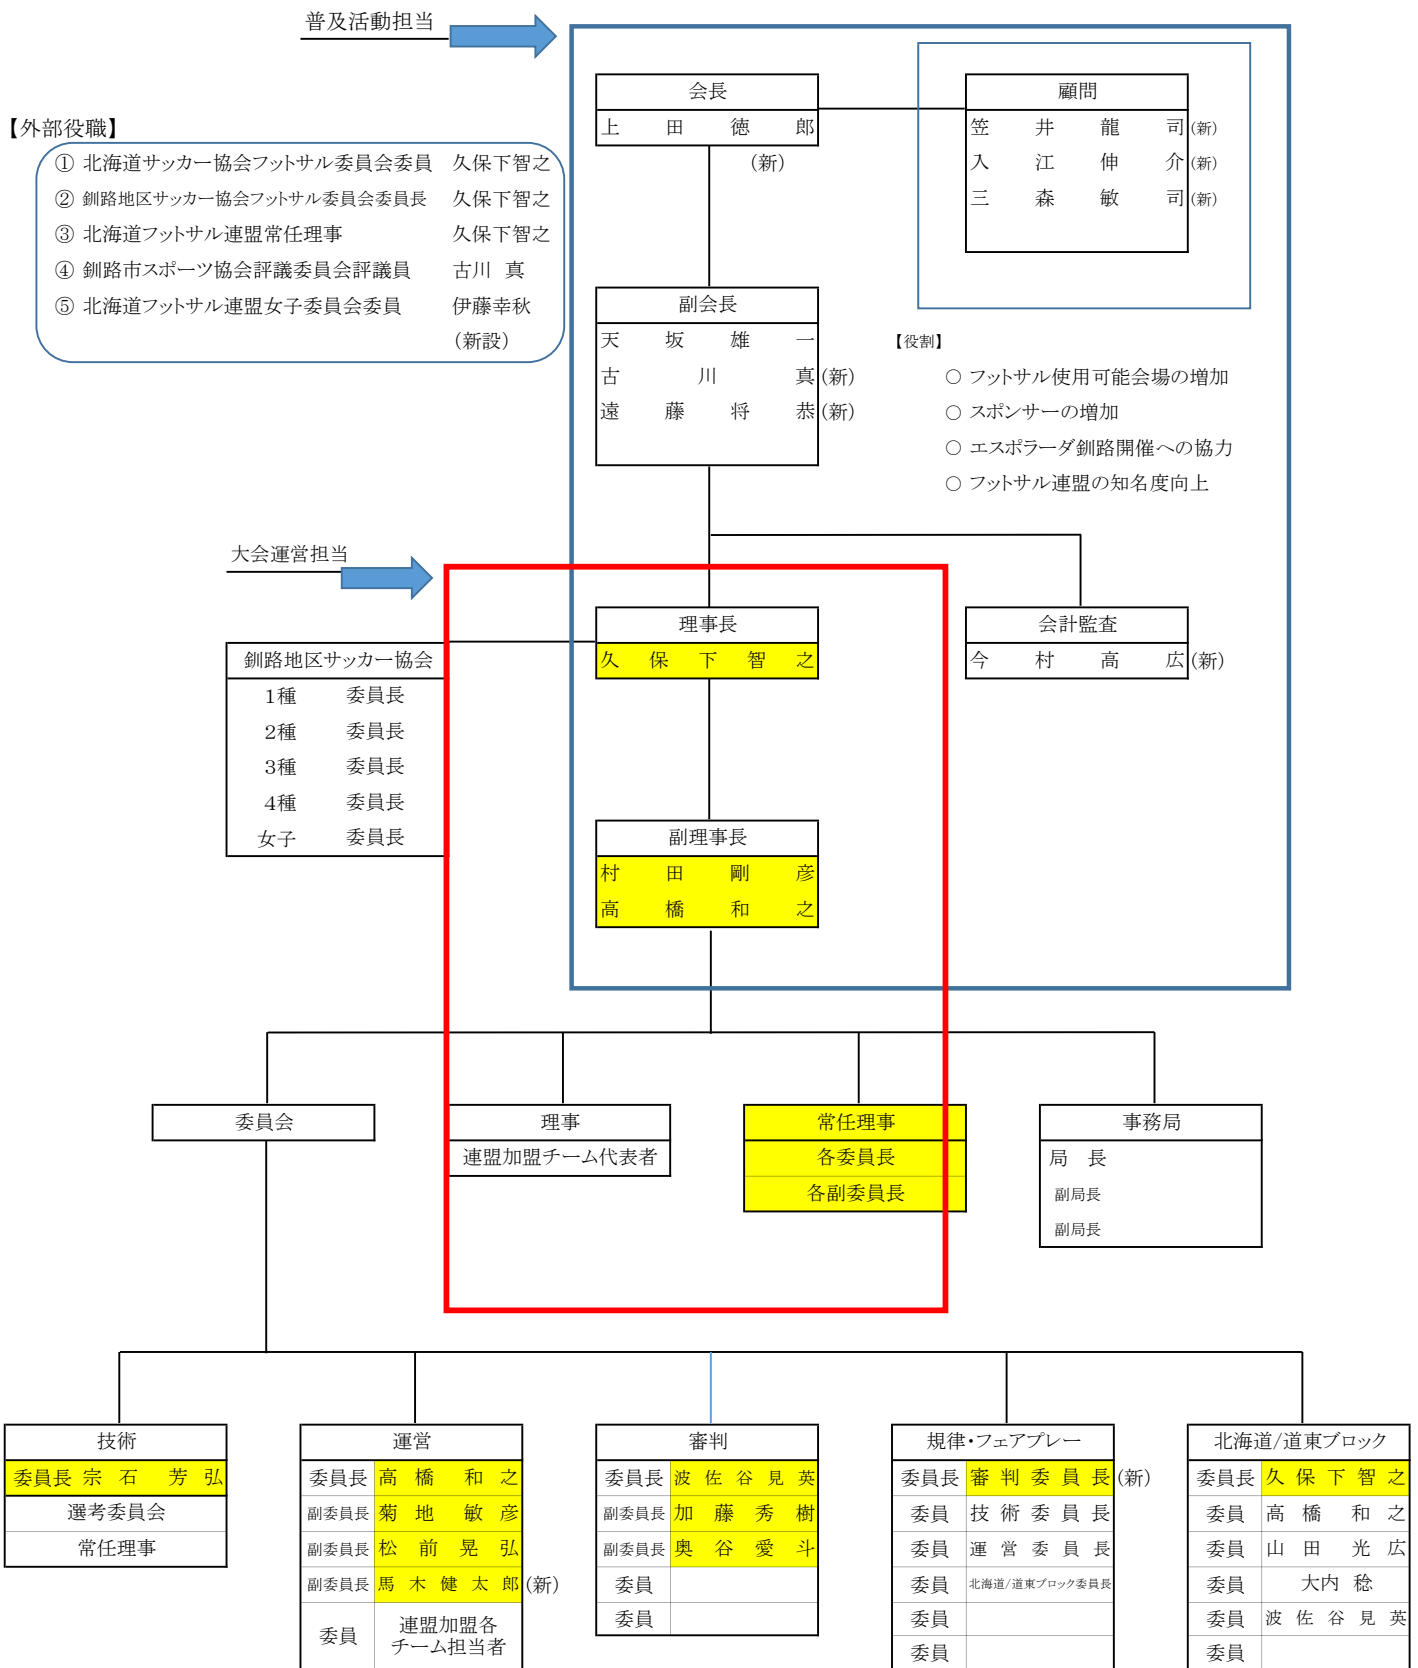 普及活動担当
会長
上田徳郎
(新)
顧問
笠井龍司(新)
入江伸介(新)
三森敏司(新)
【外部役職】
① 北海道サッカー協会フットサル委員会委員 久保下智之
② 釧路地区サッカー協会フットサル委員会委員長 久保下智之
③ 北海道フットサル連盟常任理事 久保下智之
④ 釧路市スポーツ協会評議委員会評議員 古川 真
⑤ 北海道フットサル連盟女子委員会委員 伊藤幸秋
(新設)
副会長
天坂雄一
古川真(新)
遠藤将恭(新)
【役割】
○ フットサル使用可能会場の増加
○ スポンサーの増加
○ エスポラーダ釧路開催への協力
○ フットサル連盟の知名度向上
大会運営担当
理事長
久保下智之
会計監査
今村高広(新)
釧路地区サッカー協会
1種 委員長
2種 委員長
3種 委員長
4種 委員長
女子 委員長
副理事長
村田剛彦
高橋和之
委員会
理事
連盟加盟チーム代表者
常任理事
各委員長
各副委員長
事務局
局 長
副局長
副局長
技術
委員長 宗石芳弘
選考委員会
常任理事
運営
委員長 高橋和之
副委員長 菊地敏彦
副委員長 松前晃弘
副委員長 馬木健太郎(新)
委員 連盟加盟各
チーム担当者
審判
委員長 波佐谷見英
副委員長 加藤秀樹
副委員長 奥谷愛斗
委員
委員
規律・フェアプレー
委員長 審判委員長(新)
委員 技術委員長
委員 運営委員長
委員 北海道/道東ブロック委員長
委員
委員
北海道/道東ブロック
委員長 久保下智之
委員 高橋和之
委員 山田光広
委員 大内 稔
委員 波佐谷見英
委員